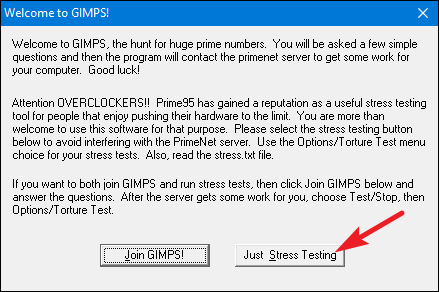 Welcome to GIMPS!
Welcome to GIMPS, the hunt for huge prime numbers.  You will be asked a few simple
questions and then the program will contact the primenet server to get some work for
your computer.  Good luck!
Attention OVERCLOCKERS!!  Prime95 has gained a reputation as a useful stress testing
tool for people that enjoy pushing their hardware to the limit.  You are more than
welcome to use this software for that purpose.  Please select the stress testing button
below to avoid interfering with the PrimeNet server.  Use the Options/Torture Test menu
choice for your stress tests.  Also, read the stress.txt file.
If you want to both join GIMPS and run stress tests, then click Join GIMPS below and
answer the questions.  After the server gets some work for you, choose Test/Stop, then
Options/Torture Test.
Join GIMPS!
Just Stress Testing